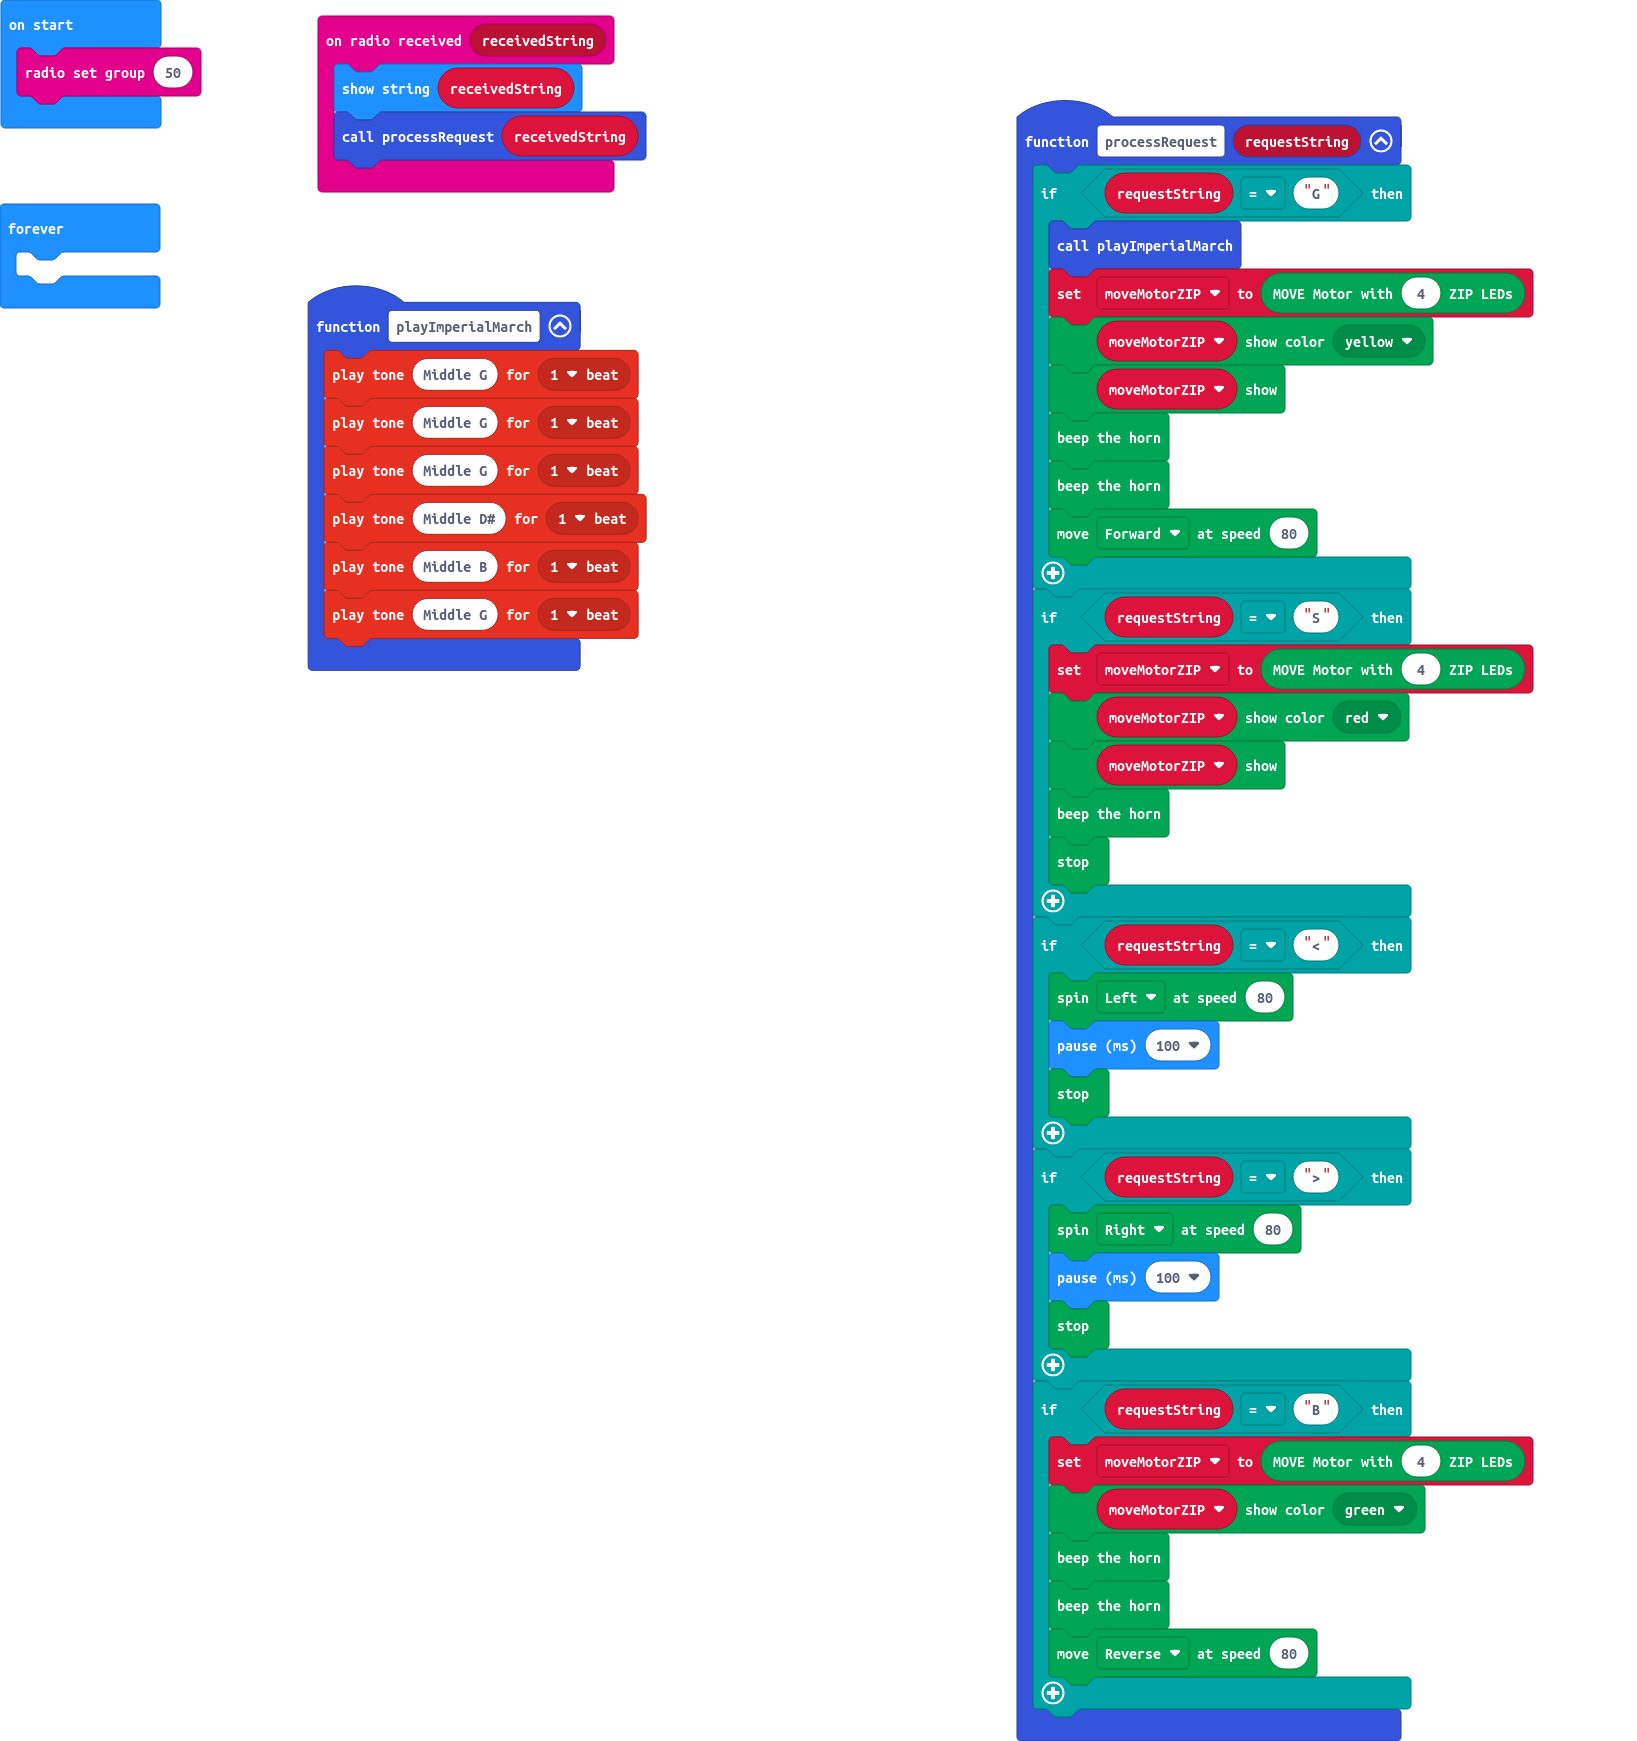 on start
radio set group 50
forever
on radio received receivedString
show string receivedString
call processRequest receivedString
function playImperialMarch
play tone Middle G for 1 beat
play tone Middle G for 1 beat
play tone Middle G for 1 beat
play tone Middle D# for 1 beat
play tone Middle B for 1 beat
play tone Middle G for 1 beat
function processRequest requestString
if requestString = "G" then
call playImperialMarch
set moveMotorZIP to MOVE Motor with 4 ZIP LEDs
moveMotorZIP show color yellow
moveMotorZIP show
beep the horn
beep the horn
move Forward at speed 80
if requestString = "S" then
set moveMotorZIP to MOVE Motor with 4 ZIP LEDs
moveMotorZIP show color red
moveMotorZIP show
beep the horn
stop
if requestString = "<" then
spin Left at speed 80
pause (ms) 100
stop
if requestString = ">" then
spin Right at speed 80
pause (ms) 100
stop
if requestString = "B" then
set moveMotorZIP to MOVE Motor with 4 ZIP LEDs
moveMotorZIP show color green
beep the horn
beep the horn
move Reverse at speed 80